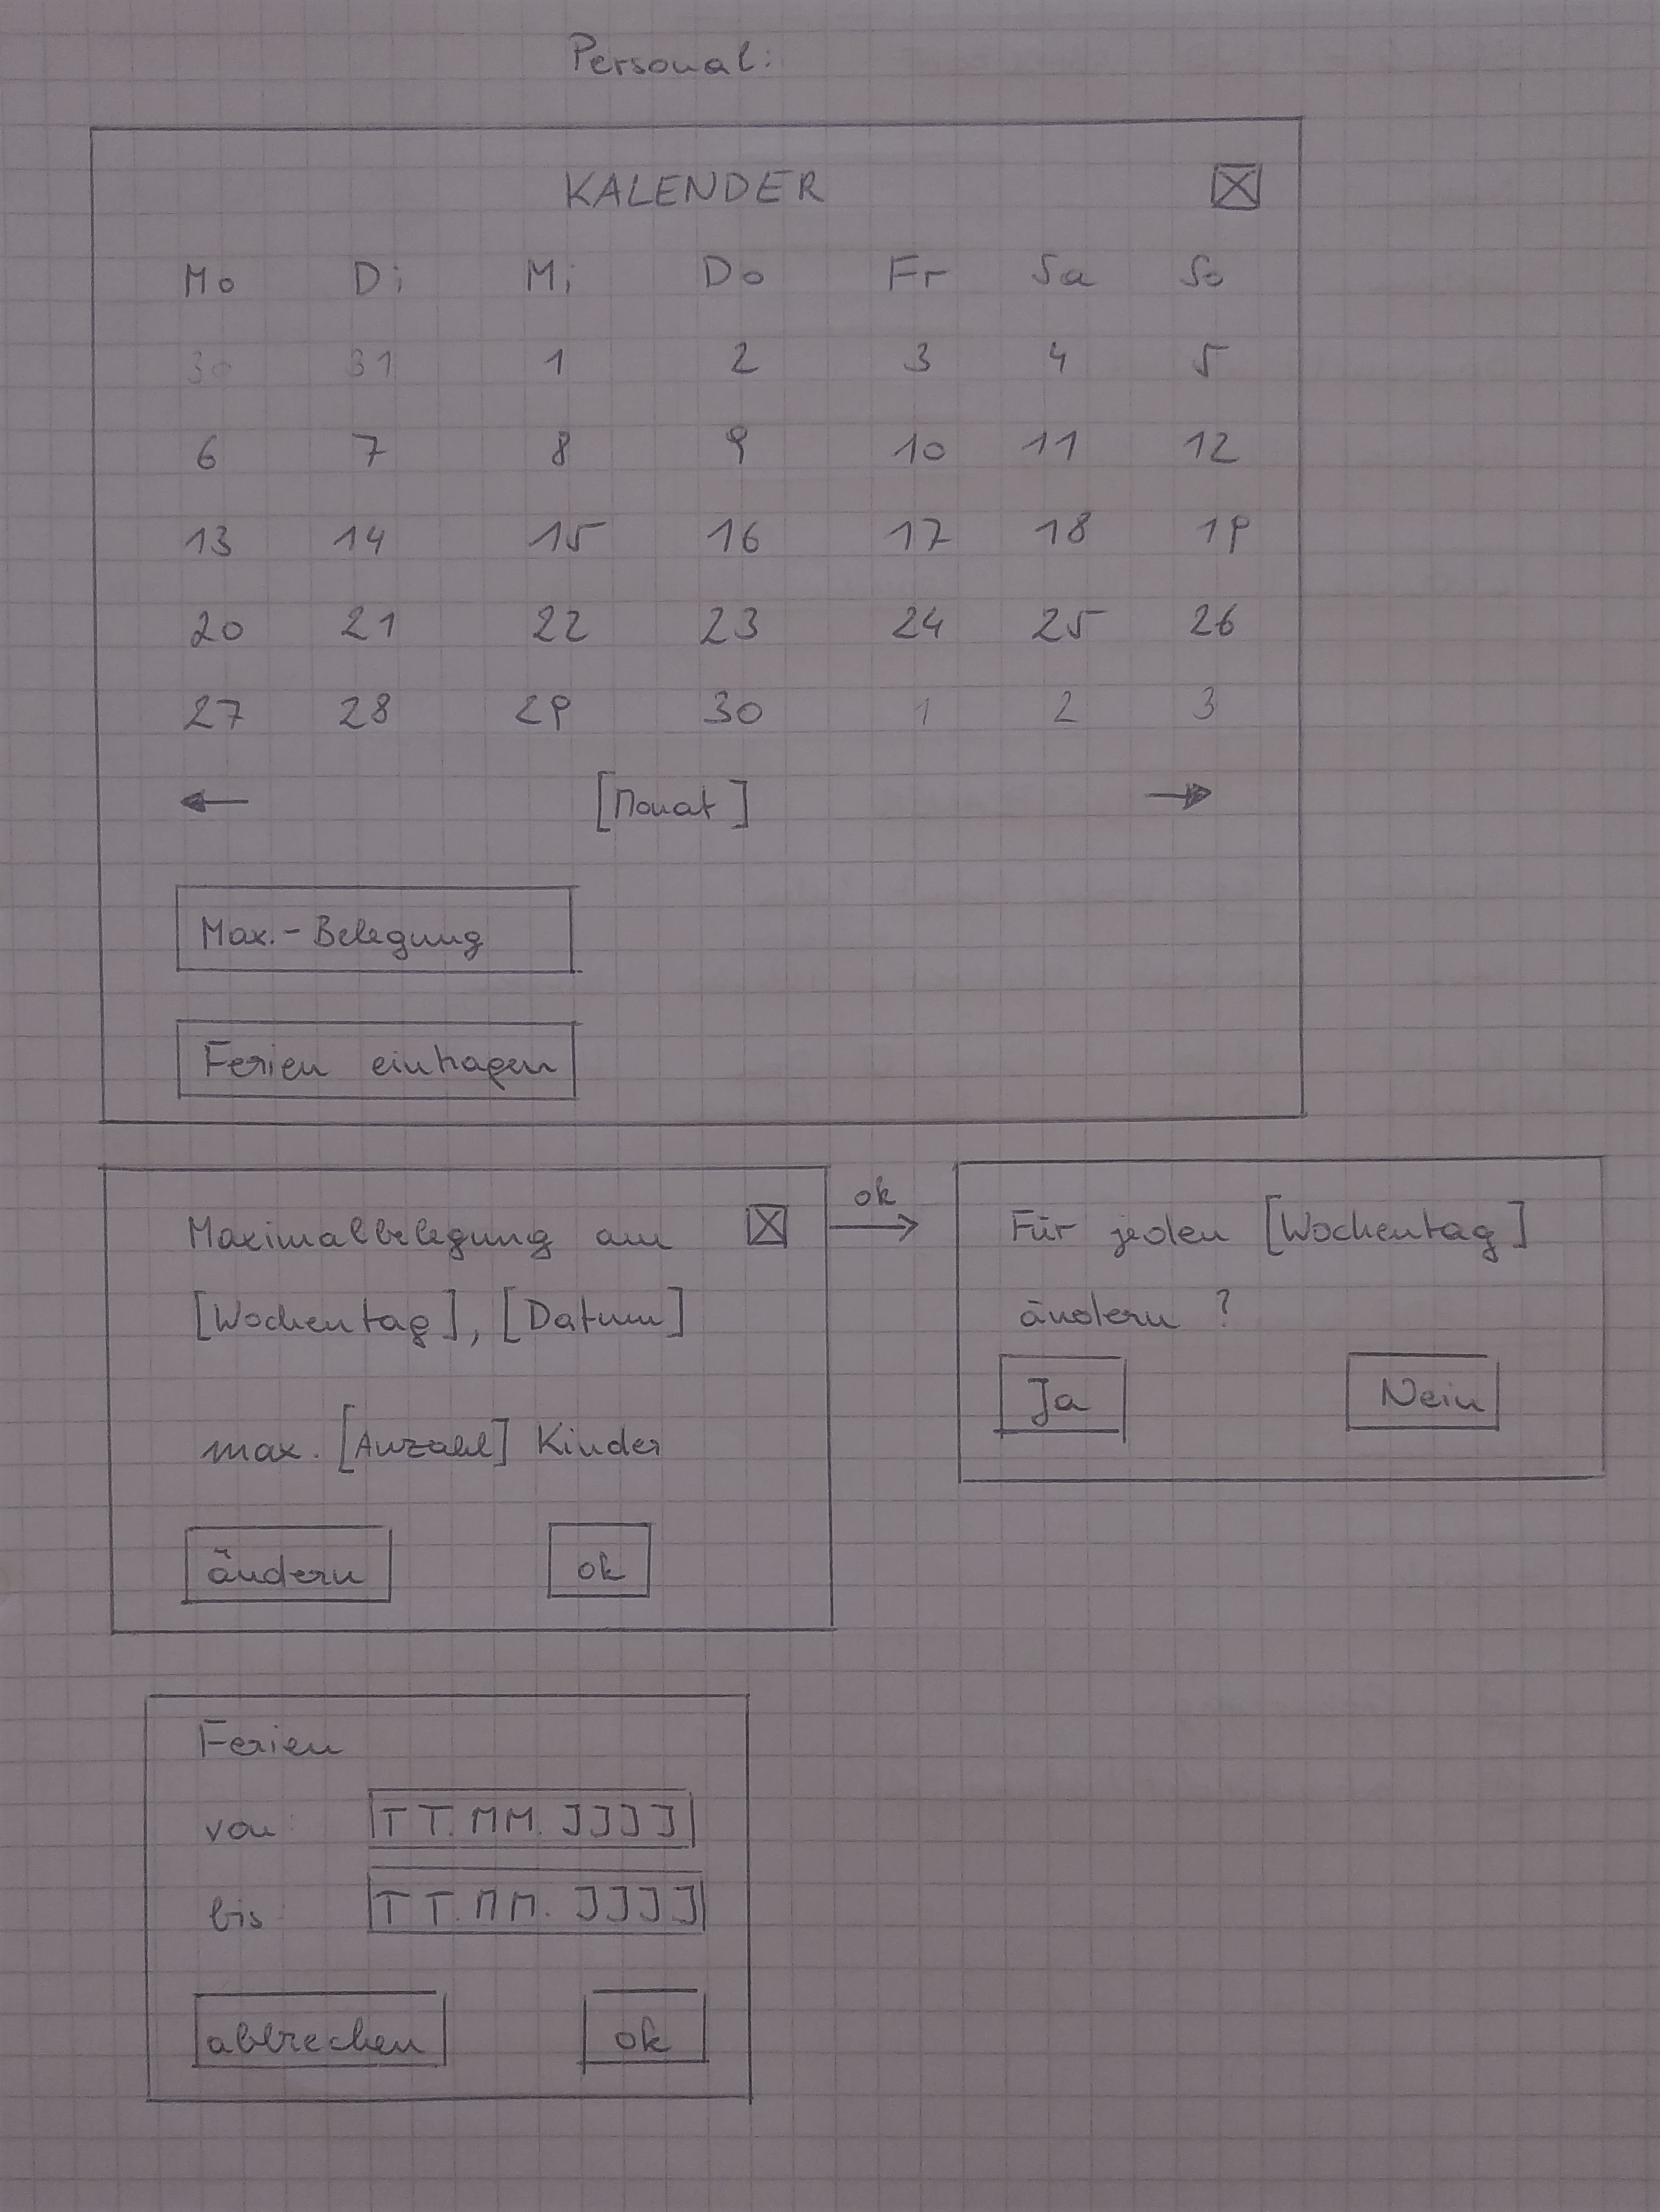 Personal:
KALENDER
Mo Di Mi Do Fr Sa So
30 31 1 2 3 4 5
6 7 8 9 10 11 12
13 14 15 16 17 18 19
20 21 22 23 24 25 26
27 28 29 30 1 2 3
← [Monat] →
Max.-Belegung
Ferien eintragen
Maximalbelegung am
[Wochentag], [Datum]
max. [Anzahl] Kinder
ändern ok
ok
Für jeden [Wochentag]
ändern ?
Ja Nein
Ferien
von: TT.MM.JJJJ
bis: TT.MM.JJJJ
abbrechen ok